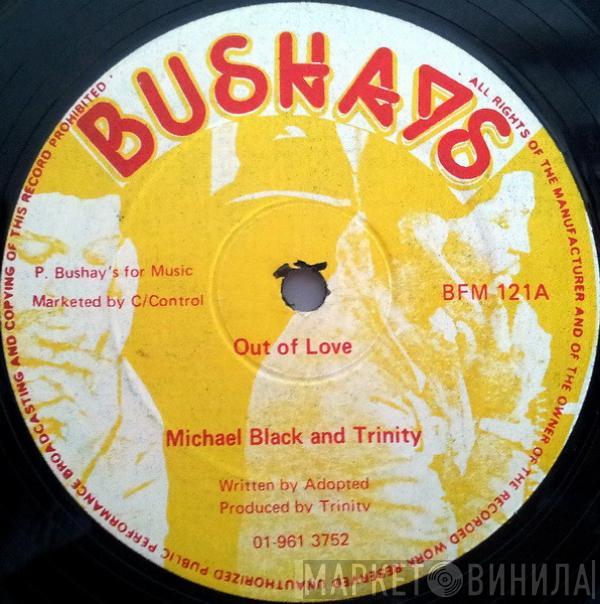 BUSHAYS
ALL RIGHTS OF THE MANUFACTURER AND OF THE OWNER OF THE RECORDED WORK RESERVED UNAUTHORIZED PUBLIC PERFORMANCE BROADCASTING AND COPYING OF THIS RECORD PROHIBITED
P. Bushay's for Music
Marketed by C/Control
BFM 121A
Out of Love
Michael Black and Trinity
Written by Adopted
Produced by Trinity
01-961 3752
МАРКЕТ ВИНИЛА